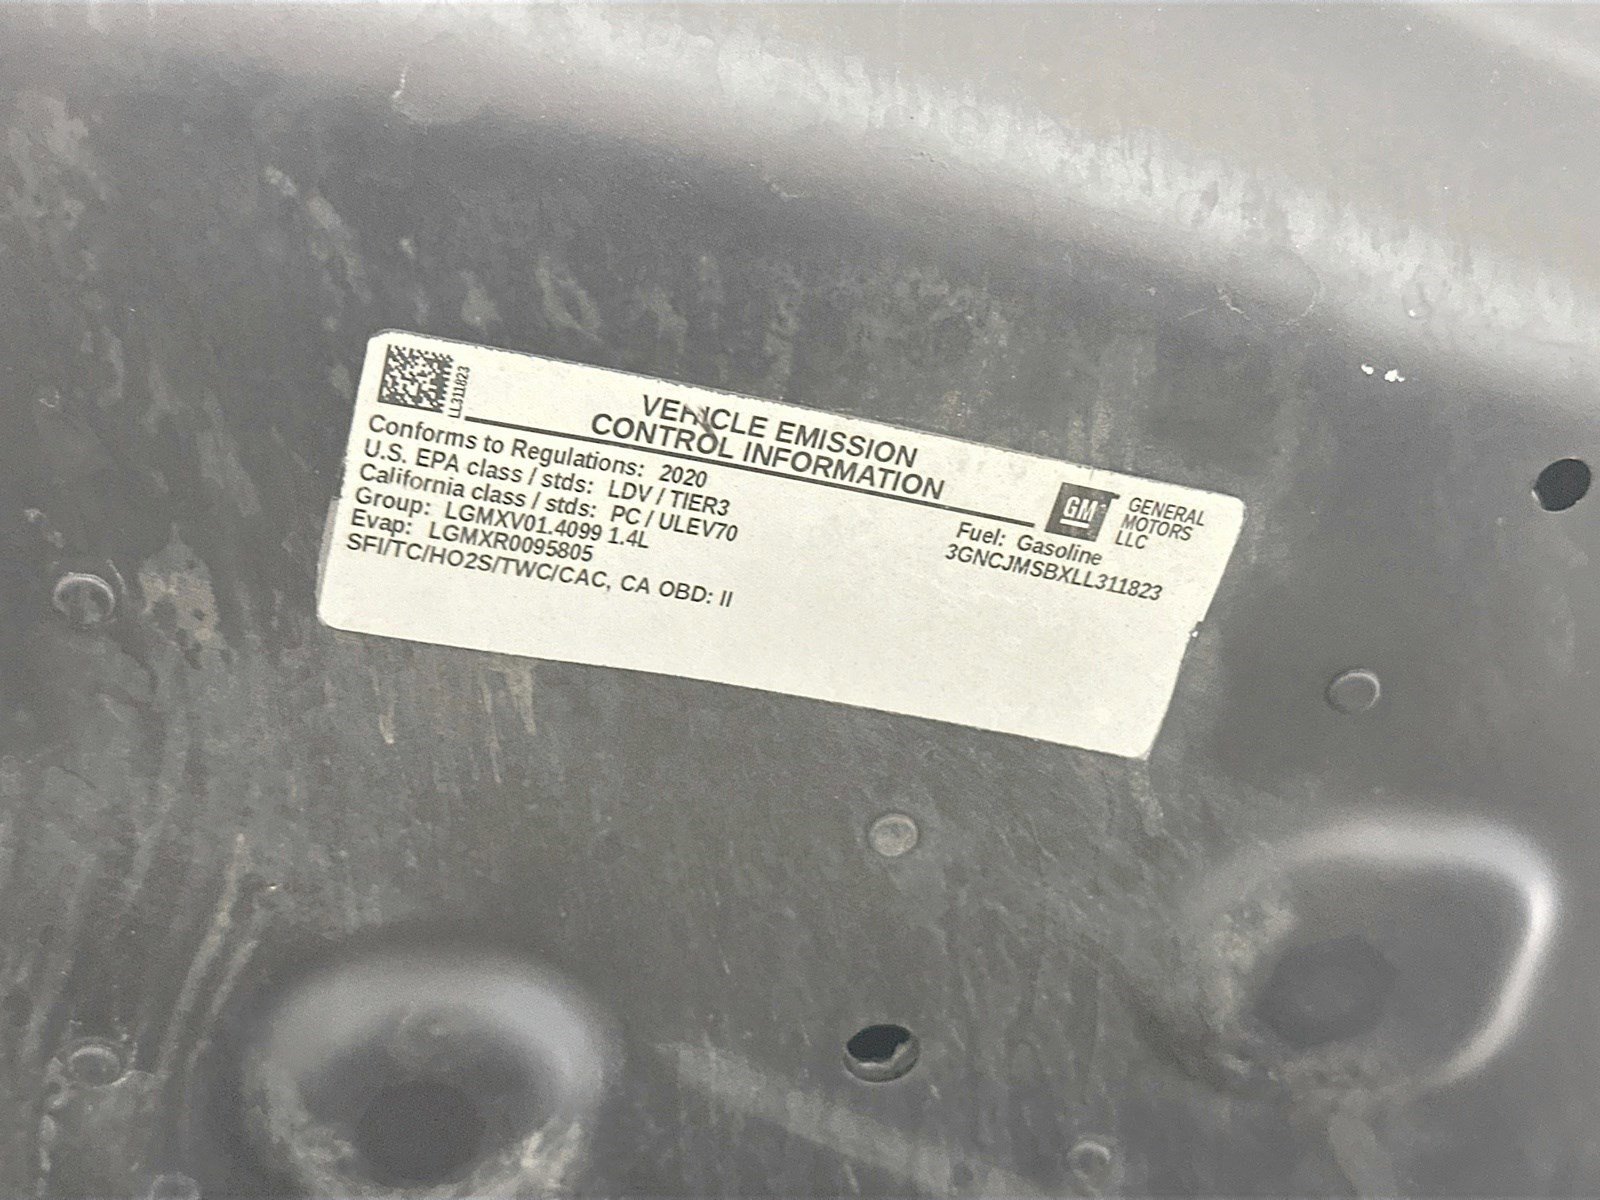 LL311823
VEHICLE EMISSION
CONTROL INFORMATION
Conforms to Regulations: 2020
U.S. EPA class / stds: LDV / TIER3
California class / stds: PC / ULEV70
Group: LGMXV01.4099 1.4L
Evap: LGMXR0095805
SFI/TC/HO2S/TWC/CAC, CA OBD: II
GM
GENERAL
MOTORS
LLC
Fuel: Gasoline
3GNCJMSBXLL311823